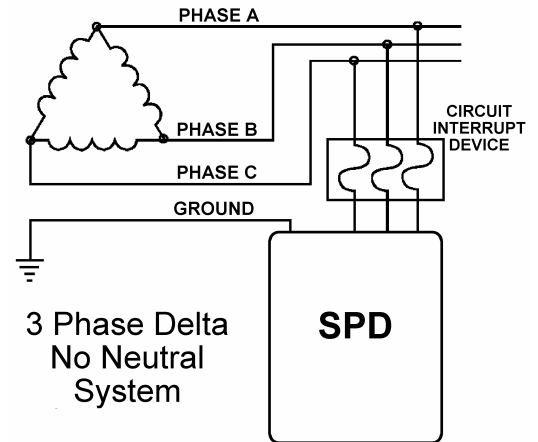 PHASE A
PHASE B
PHASE C
GROUND
CIRCUIT
INTERRUPT
DEVICE
SPD
3 Phase Delta
No Neutral
System